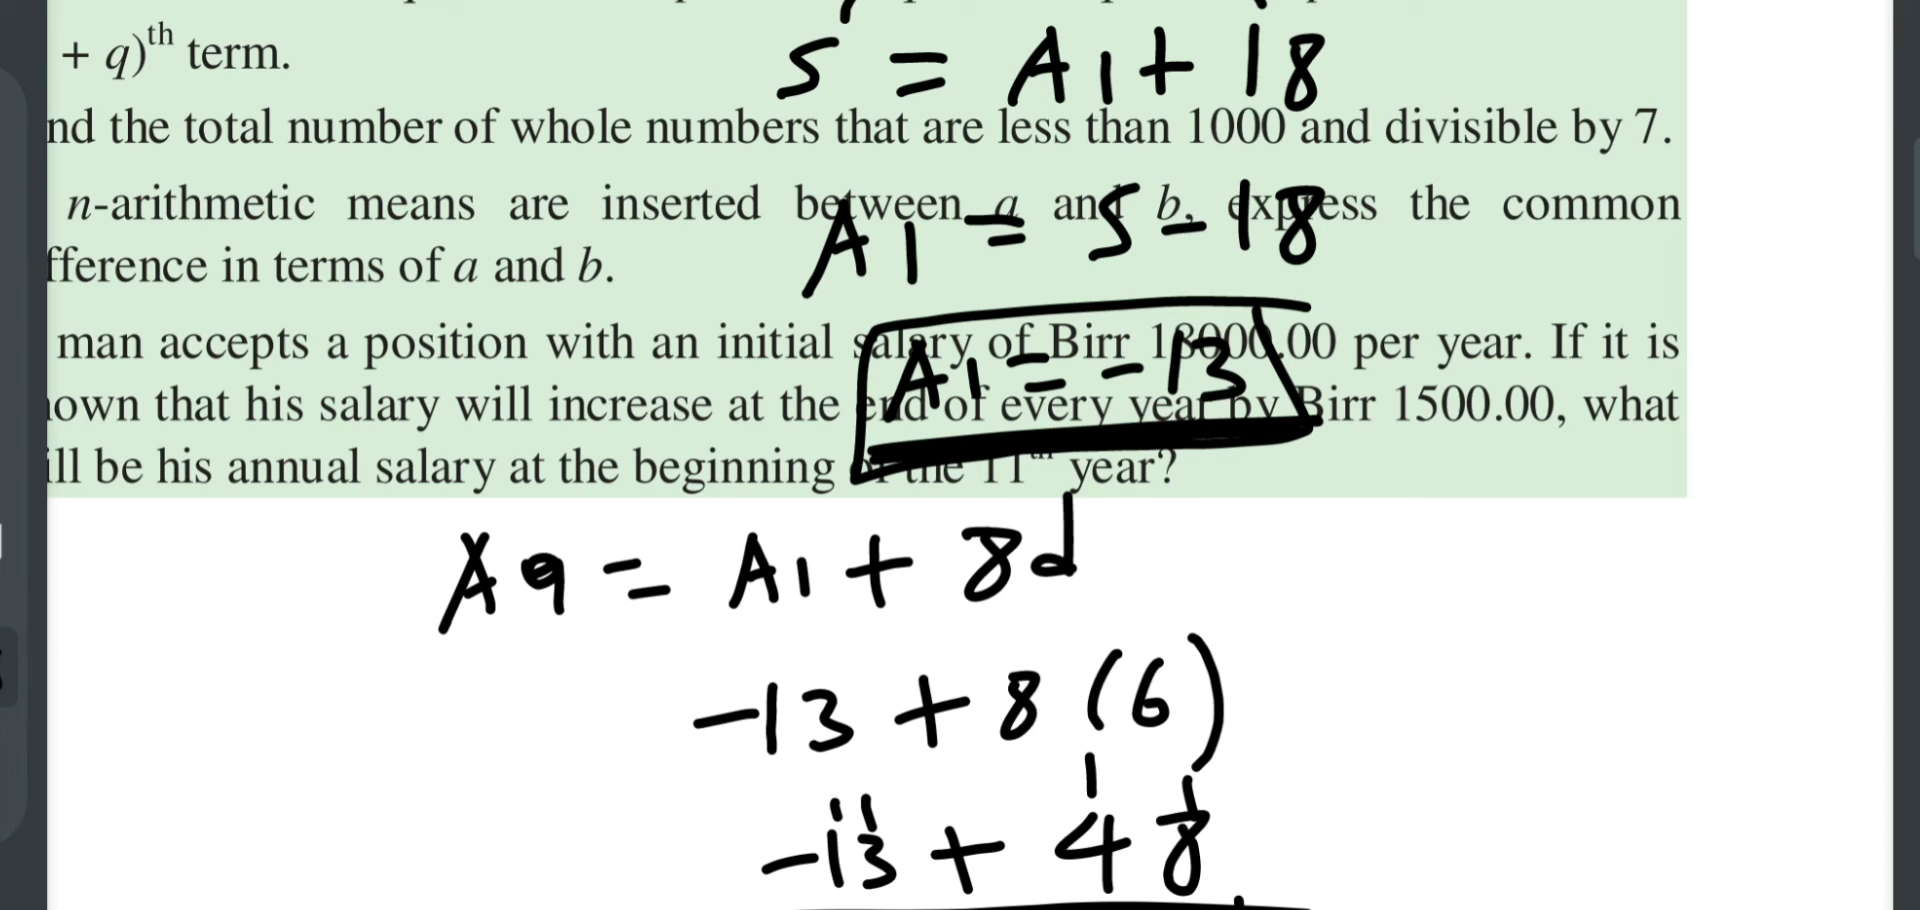 + q)th term.
5 = A1 + 18
nd the total number of whole numbers that are less than 1000 and divisible by 7.
n-arithmetic means are inserted between a and b, express the common
A1 = 5 - 18
fference in terms of a and b.
man accepts a position with an initial salary of Birr 18000.00 per year. If it is
A1 = -13
own that his salary will increase at the end of every year by Birr 1500.00, what
ill be his annual salary at the beginning of the 11th year?
A9 = A1 + 8d
-13 + 8 (6)
-13 + 48